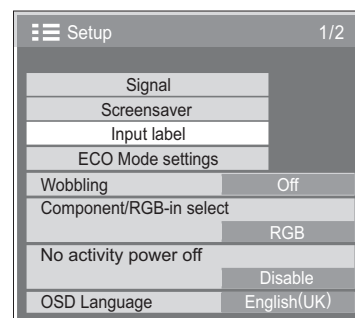 Setup 1/2
Signal
Screensaver
Input label
ECO Mode settings
Wobbling Off
Component/RGB-in select
RGB
No activity power off
Disable
OSD Language English(UK)